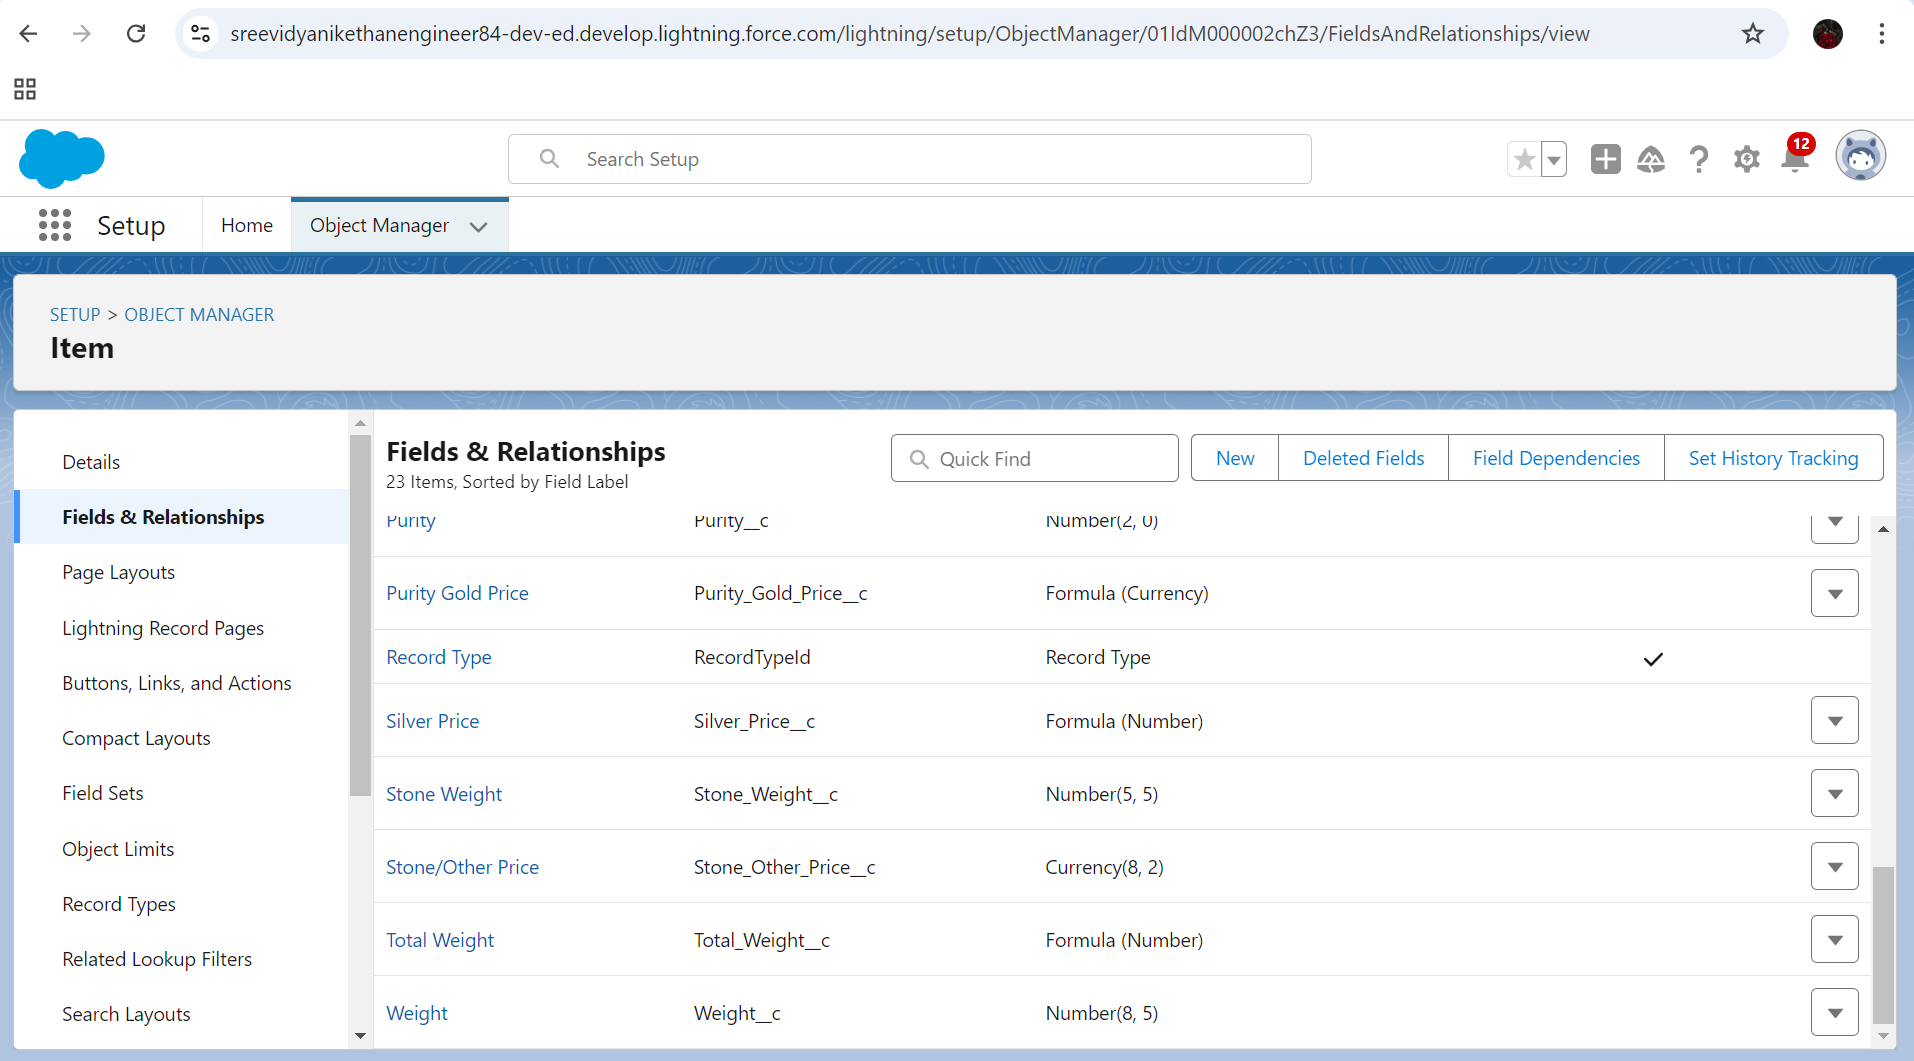 sreevidyanikethanengineer84-dev-ed.develop.lightning.force.com/lightning/setup/ObjectManager/01IdM000002chZ3/FieldsAndRelationships/view
Search Setup
12
Setup
Home
Object Manager
SETUP > OBJECT MANAGER
Item
Details
Fields & Relationships
Page Layouts
Lightning Record Pages
Buttons, Links, and Actions
Compact Layouts
Field Sets
Object Limits
Record Types
Related Lookup Filters
Search Layouts
Fields & Relationships
23 Items, Sorted by Field Label
Quick Find
New
Deleted Fields
Field Dependencies
Set History Tracking
Purity Purity__c Number(2, 0)
Purity Gold Price Purity_Gold_Price__c Formula (Currency)
Record Type RecordTypeId Record Type
Silver Price Silver_Price__c Formula (Number)
Stone Weight Stone_Weight__c Number(5, 5)
Stone/Other Price Stone_Other_Price__c Currency(8, 2)
Total Weight Total_Weight__c Formula (Number)
Weight Weight__c Number(8, 5)